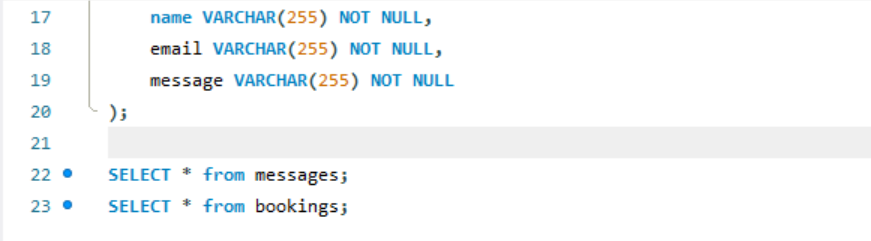 17 name VARCHAR(255) NOT NULL,
18 email VARCHAR(255) NOT NULL,
19 message VARCHAR(255) NOT NULL
20 );
21
22 SELECT * from messages;
23 SELECT * from bookings;